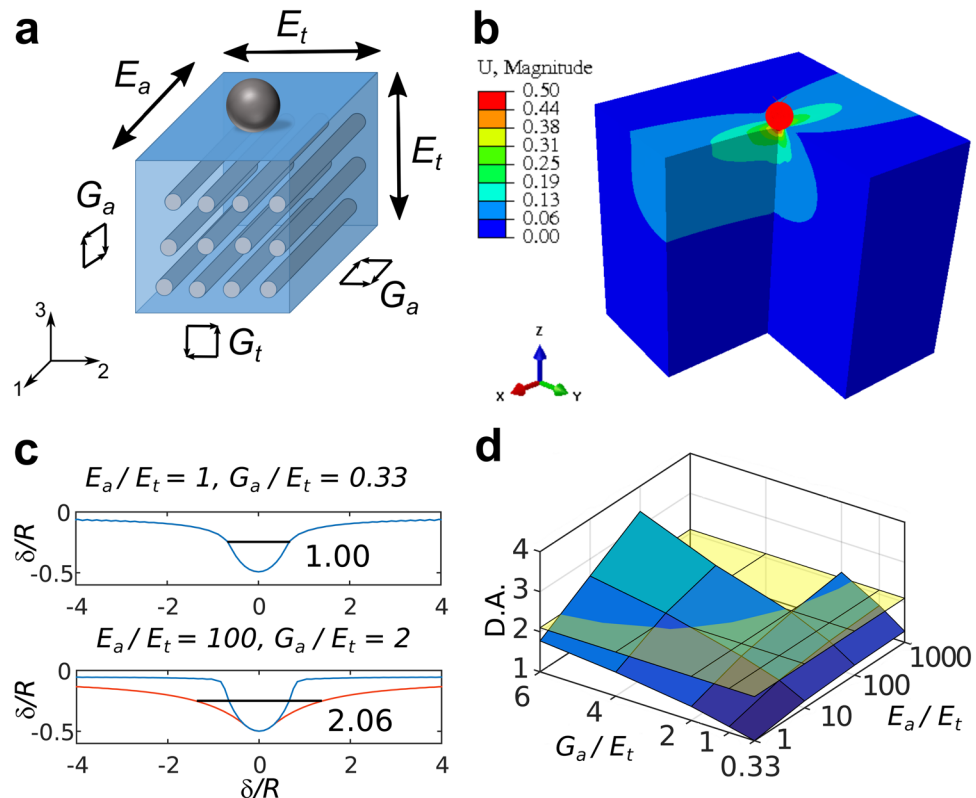 a
E_t
E_a
E_t
G_a
G_a
G_t
3
2
1
b
U, Magnitude
0.50
0.44
0.38
0.31
0.25
0.19
0.13
0.06
0.00
Z
X
Y
c
E_a / E_t = 1, G_a / E_t = 0.33
0
-0.5
δ/R
1.00
-4 -2 0 2 4
E_a / E_t = 100, G_a / E_t = 2
0
-0.5
δ/R
2.06
-4 -2 0 2 4
δ/R
d
4
3
2
1
D.A.
6
4
2
1
0.33
G_a / E_t
1
10
100
1000
E_a / E_t